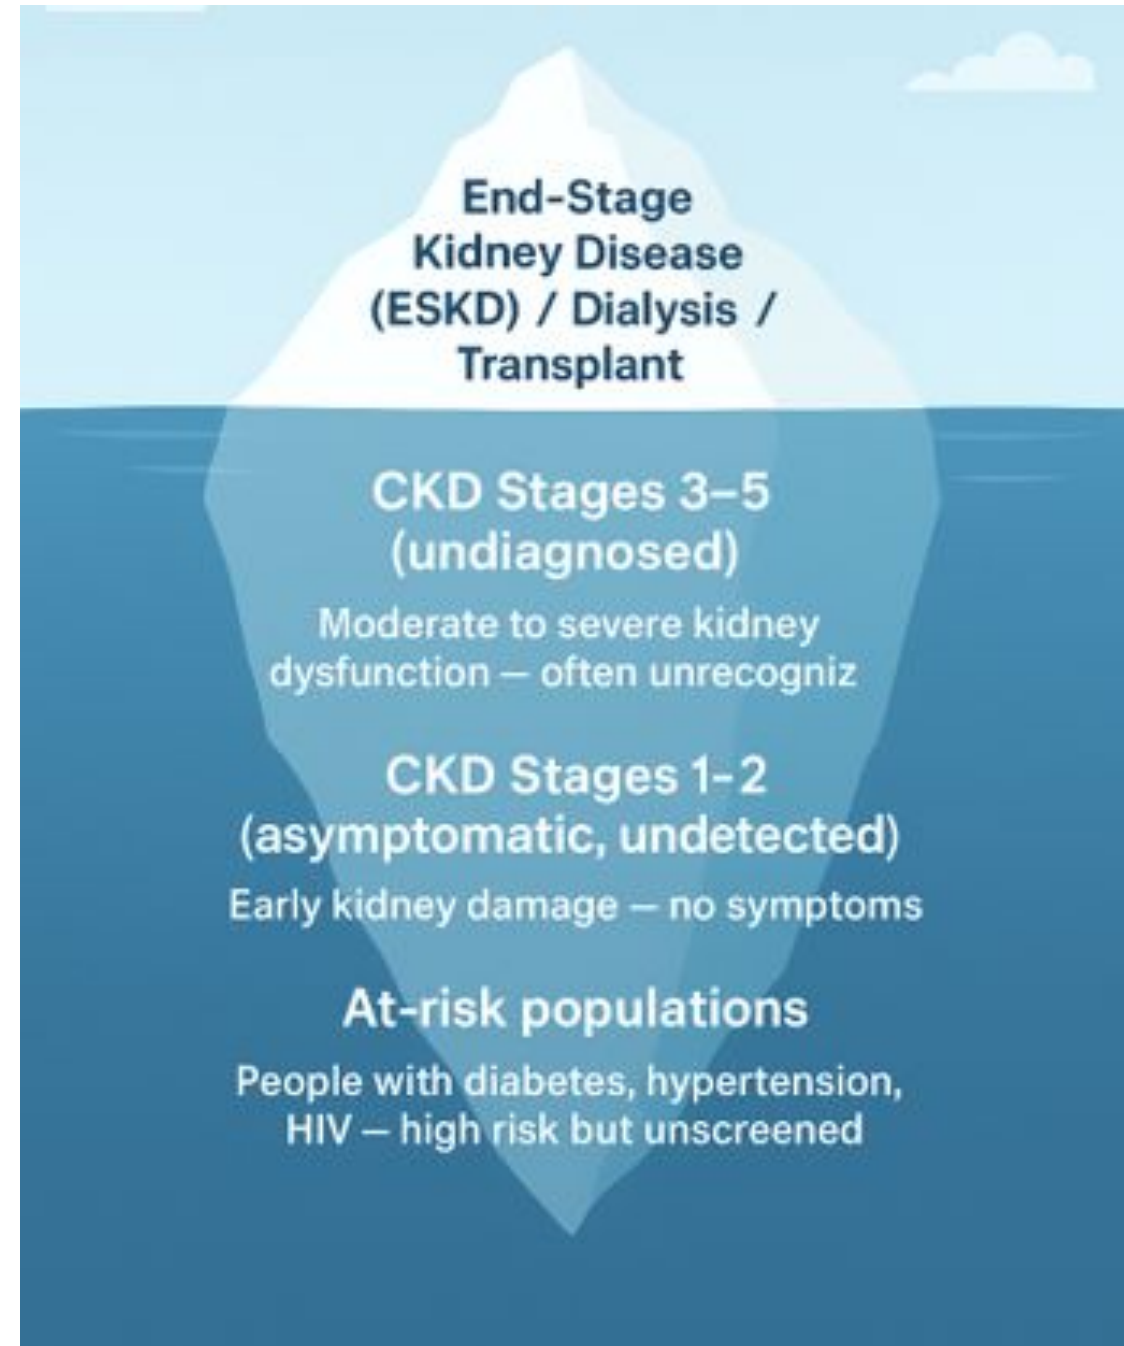 End-Stage
Kidney Disease
(ESKD) / Dialysis /
Transplant
CKD Stages 3–5
(undiagnosed)
Moderate to severe kidney
dysfunction — often unrecogniz
CKD Stages 1-2
(asymptomatic, undetected)
Early kidney damage — no symptoms
At-risk populations
People with diabetes, hypertension,
HIV — high risk but unscreened